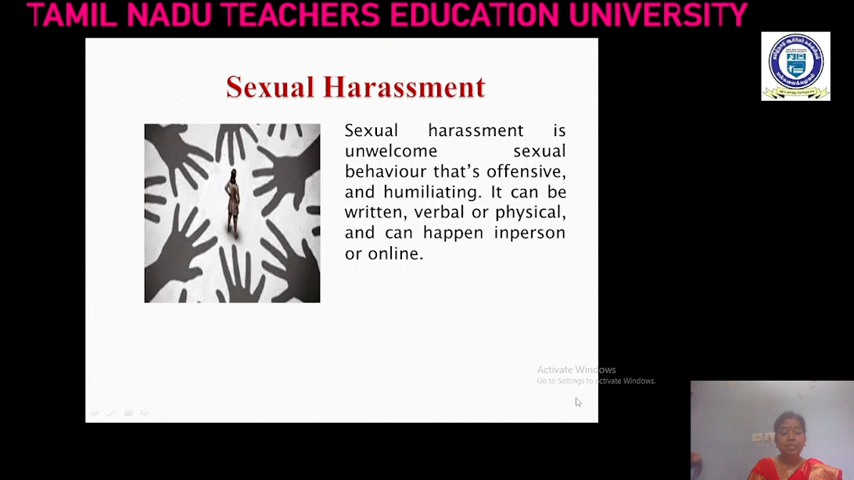 TAMIL NADU TEACHERS EDUCATION UNIVERSITY
Sexual Harassment
Sexual harassment is
unwelcome sexual
behaviour that's offensive,
and humiliating. It can be
written, verbal or physical,
and can happen inperson
or online.
Activate Windows
Go to Settings to activate Windows.